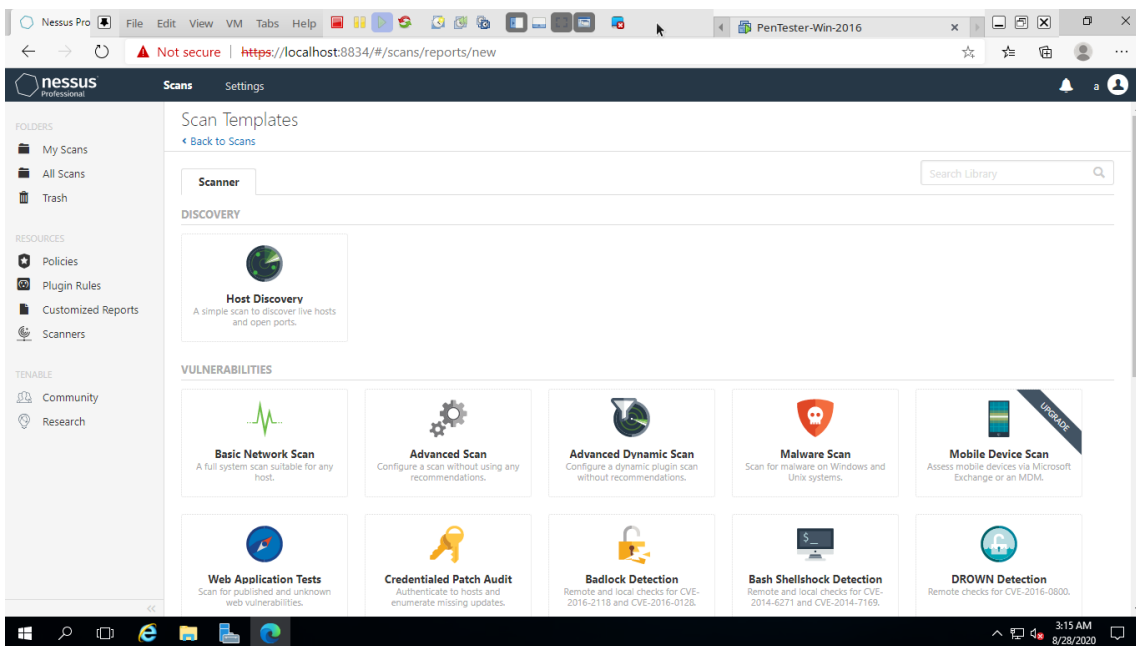 Nessus Pro
File Edit View VM Tabs Help
PenTester-Win-2016
Not secure https://localhost:8834/#/scans/reports/new
nessus
Professional
Scans Settings
a
FOLDERS
My Scans
All Scans
Trash
RESOURCES
Policies
Plugin Rules
Customized Reports
Scanners
TENABLE
Community
Research
Scan Templates
Back to Scans
Scanner
Search Library
DISCOVERY
Host Discovery
A simple scan to discover live hosts
and open ports.
VULNERABILITIES
Basic Network Scan
A full system scan suitable for any
host.
Advanced Scan
Configure a scan without using any
recommendations.
Advanced Dynamic Scan
Configure a dynamic plugin scan
without recommendations.
Malware Scan
Scan for malware on Windows and
Unix systems.
UPGRADE
Mobile Device Scan
Assess mobile devices via Microsoft
Exchange or an MDM.
Web Application Tests
Scan for published and unknown
web vulnerabilities.
Credentialed Patch Audit
Authenticate to hosts and
enumerate missing updates.
Badlock Detection
Remote and local checks for CVE-
2016-2118 and CVE-2016-0128.
$_
Bash Shellshock Detection
Remote and local checks for CVE-
2014-6271 and CVE-2014-7169.
DROWN Detection
Remote checks for CVE-2016-0800.
3:15 AM
8/28/2020